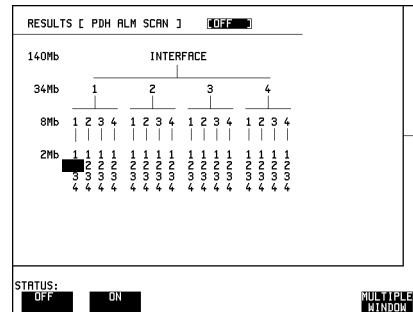 RESULTS [ PDH ALM SCAN ] [OFF]
140Mb INTERFACE
34Mb 1 2 3 4
8Mb 1 2 3 4 1 2 3 4 1 2 3 4 1 2 3 4
2Mb 1 1 1 1 1 1 1 1 1 1 1 1 1 1 1 1
2 2 2 2 2 2 2 2 2 2 2 2 2 2 2
3 3 3 3 3 3 3 3 3 3 3 3 3 3 3 3
4 4 4 4 4 4 4 4 4 4 4 4 4 4 4 4
STATUS:
OFF ON MULTIPLE
WINDOW